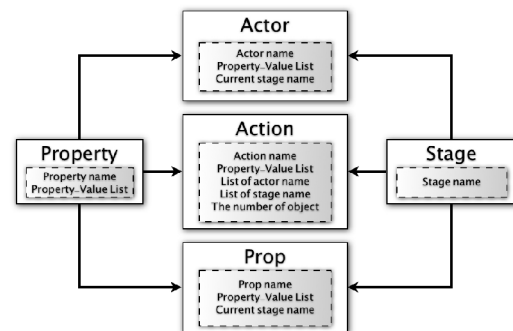 Actor
Actor name
Property-Value List
Current stage name
Action
Action name
Property-Value List
List of actor name
List of stage name
The number of object
Property
Property name
Property-Value List
Stage
Stage name
Prop
Prop name
Property-Value List
Current stage name